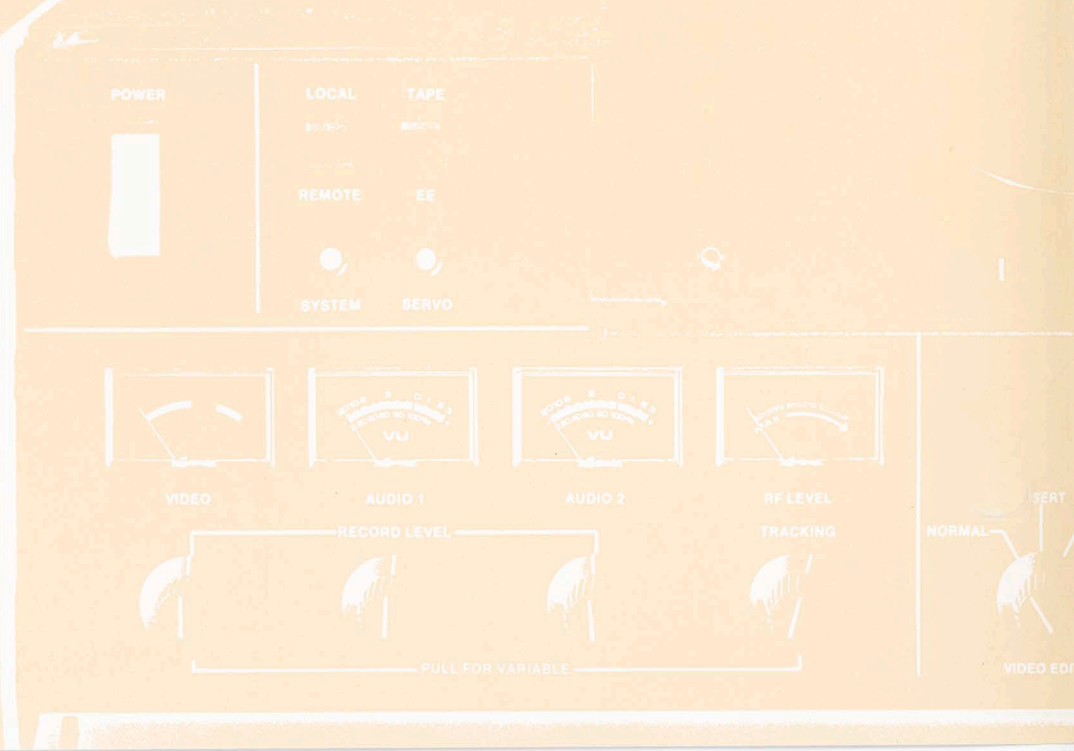 POWER
LOCAL TAPE
REMOTE EE
SYSTEM SERVO
VU VU
VIDEO AUDIO 1 AUDIO 2 RF LEVEL
SERT
RECORD LEVEL TRACKING NORMAL
PULL FOR VARIABLE VIDEO EDI